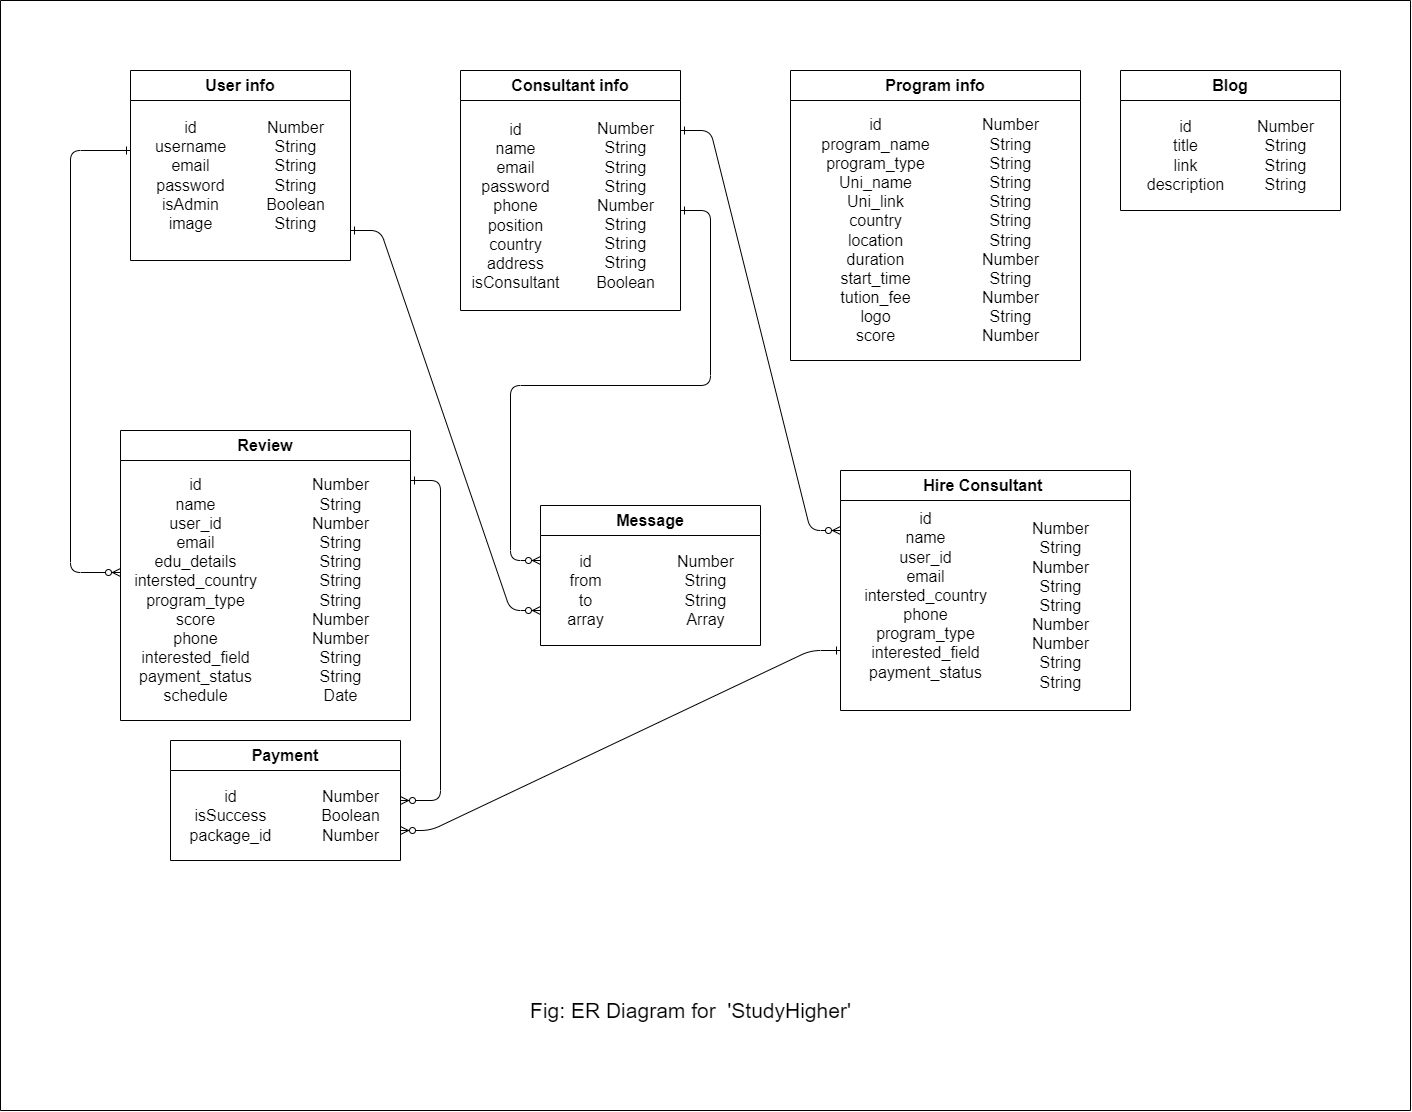 User info
id Number
username String
email String
password String
isAdmin Boolean
image String
Consultant info
id Number
name String
email String
password String
phone Number
position String
country String
address String
isConsultant Boolean
Program info
id Number
program_name String
program_type String
Uni_name String
Uni_link String
country String
location String
duration Number
start_time String
tution_fee Number
logo String
score Number
Blog
id Number
title String
link String
description String
Review
id Number
name String
user_id Number
email String
edu_details String
intersted_country String
program_type String
score Number
phone Number
interested_field String
payment_status String
schedule Date
Message
id Number
from String
to String
array Array
Hire Consultant
id Number
name String
user_id Number
email String
intersted_country String
phone Number
program_type Number
interested_field String
payment_status String
Payment
id Number
isSuccess Boolean
package_id Number
Fig: ER Diagram for 'StudyHigher'